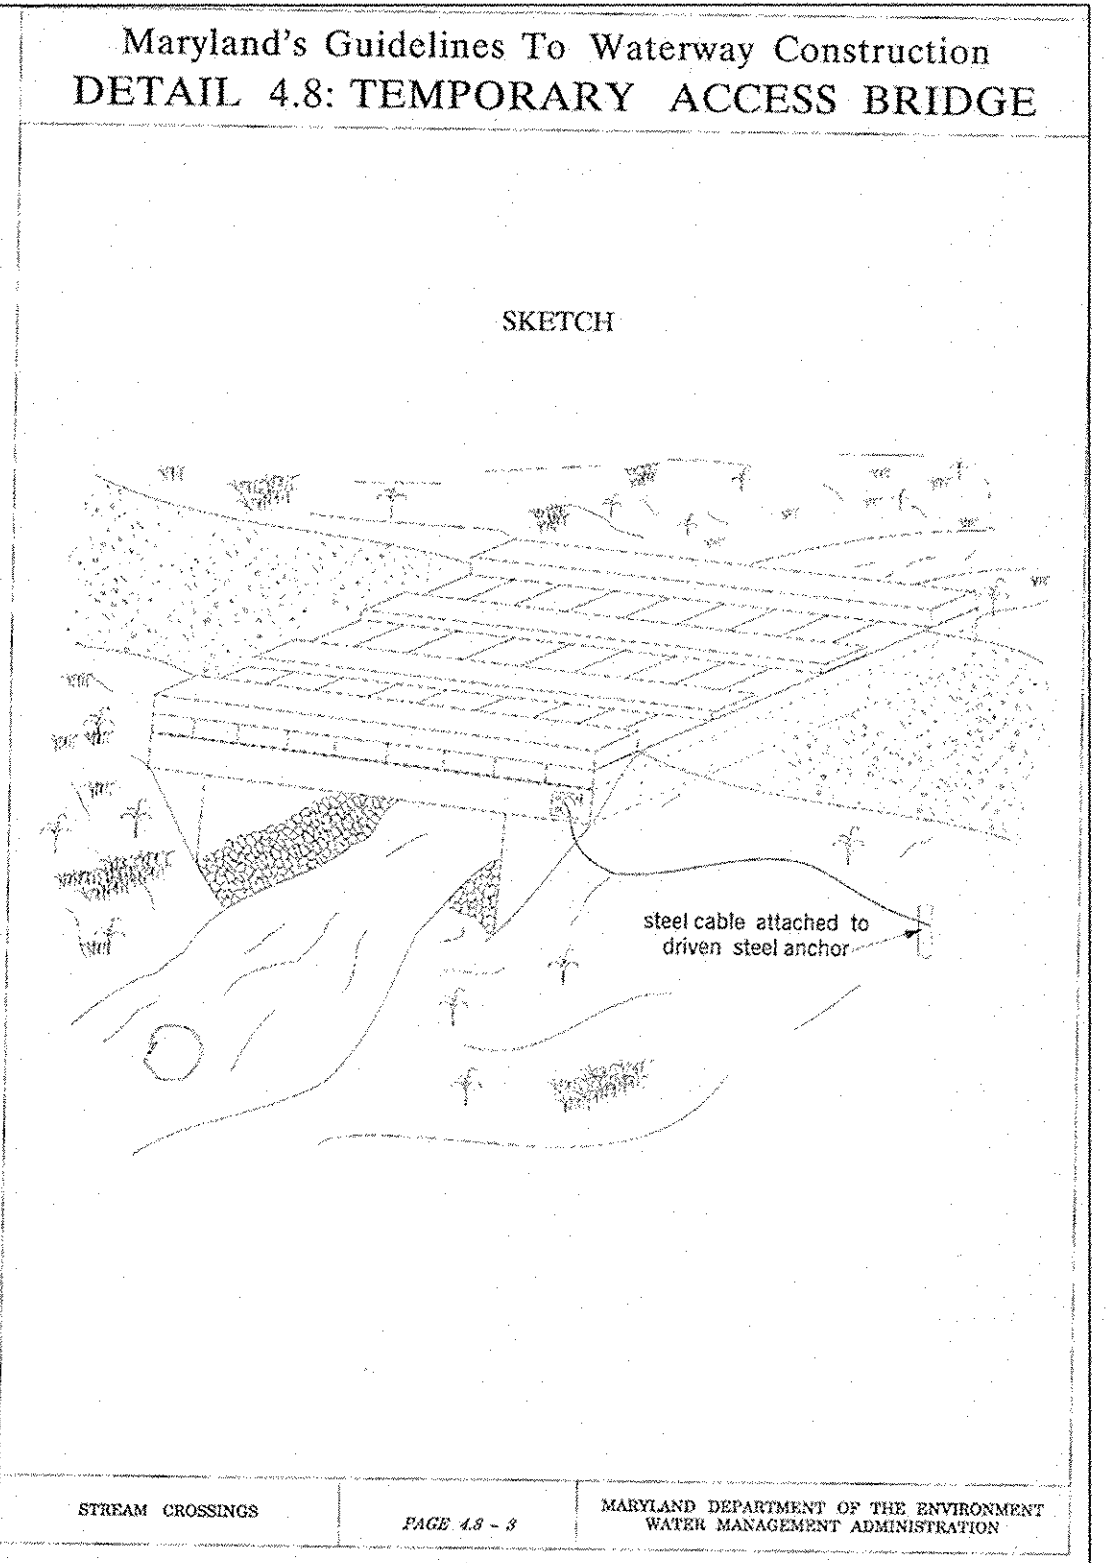 Maryland's Guidelines To Waterway Construction
DETAIL 4.8: TEMPORARY ACCESS BRIDGE
SKETCH
steel cable attached to
driven steel anchor
STREAM CROSSINGS
PAGE 4.8 - 3
MARYLAND DEPARTMENT OF THE ENVIRONMENT
WATER MANAGEMENT ADMINISTRATION